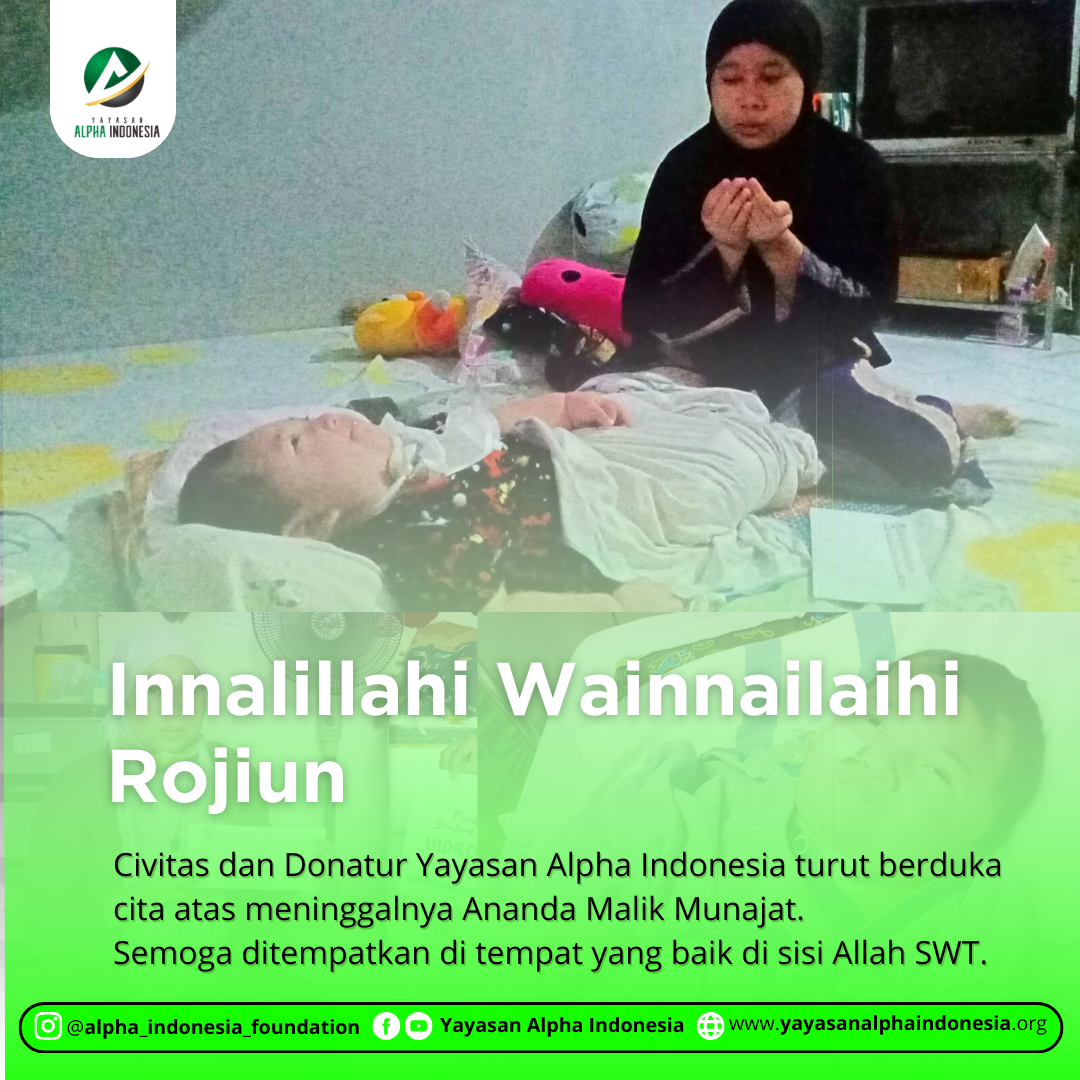 YAYASAN
ALPHA INDONESIA
HIDRO
Innalillahi Wainnailaihi
Rojiun
Civitas dan Donatur Yayasan Alpha Indonesia turut berduka
cita atas meninggalnya Ananda Malik Munajat.
Semoga ditempatkan di tempat yang baik di sisi Allah SWT.
@alpha_indonesia_foundation Yayasan Alpha Indonesia www.yayasanalphaindonesia.org